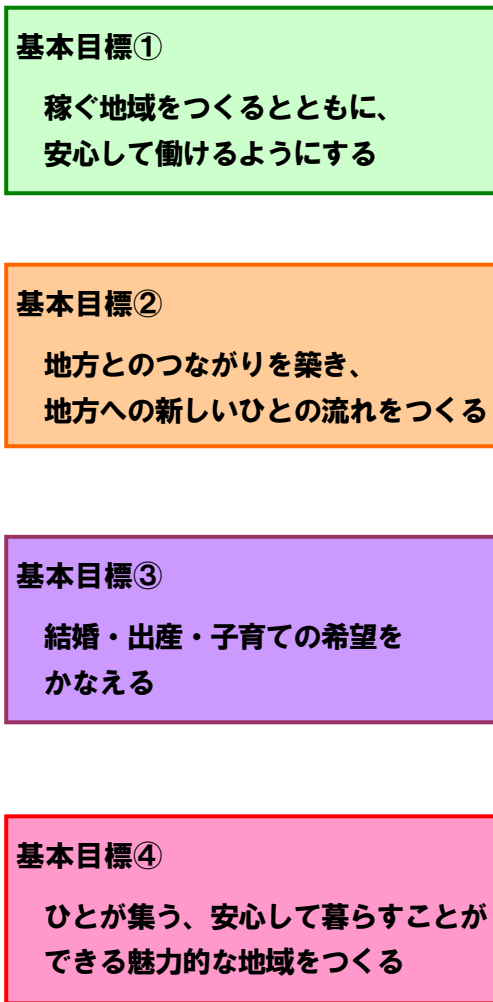 基本目標①
稼ぐ地域をつくるとともに、
安心して働けるようにする
基本目標②
地方とのつながりを築き、
地方への新しいひとの流れをつくる
基本目標③
結婚・出産・子育ての希望を
かなえる
基本目標④
ひとが集う、安心して暮らすことが
できる魅力的な地域をつくる